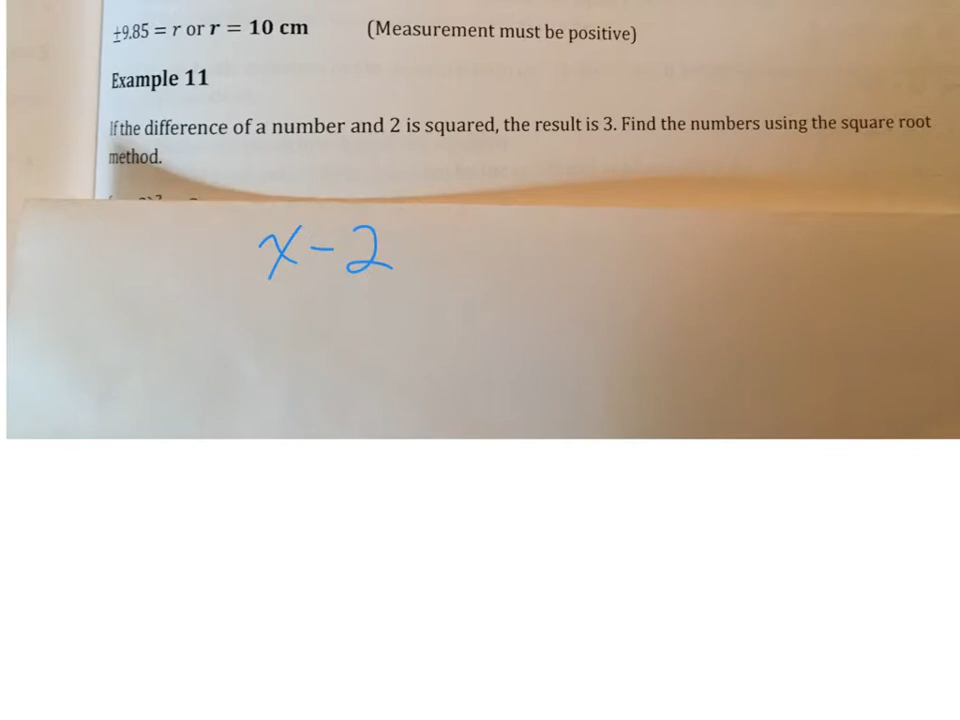 ±9.85 = r or r = 10 cm (Measurement must be positive)
Example 11
If the difference of a number and 2 is squared, the result is 3. Find the numbers using the square root
method.
x - 2